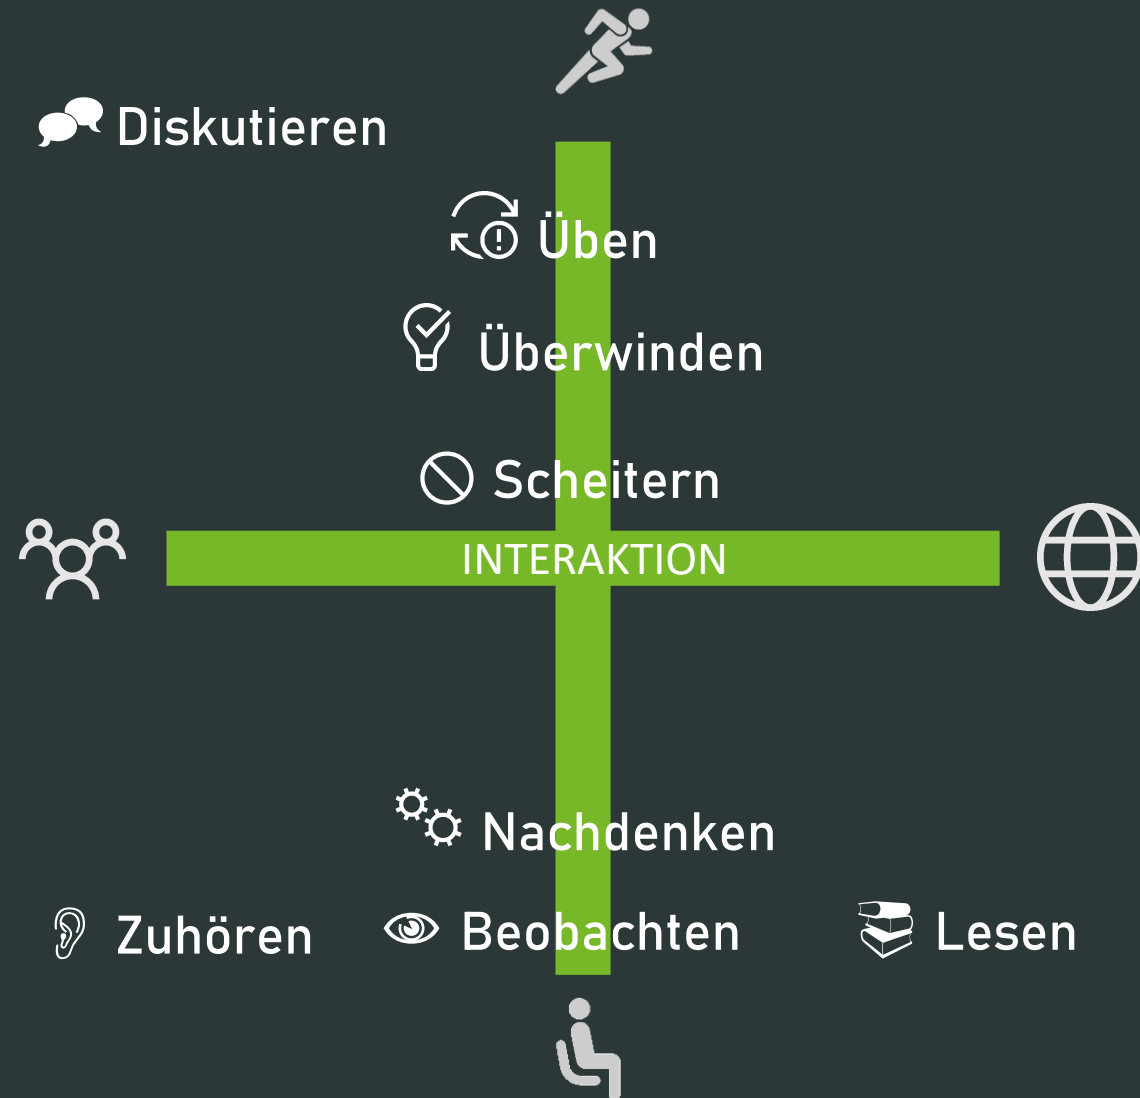 Diskutieren
Üben
Überwinden
Scheitern
INTERAKTION
Nachdenken
Zuhören
Beobachten
Lesen